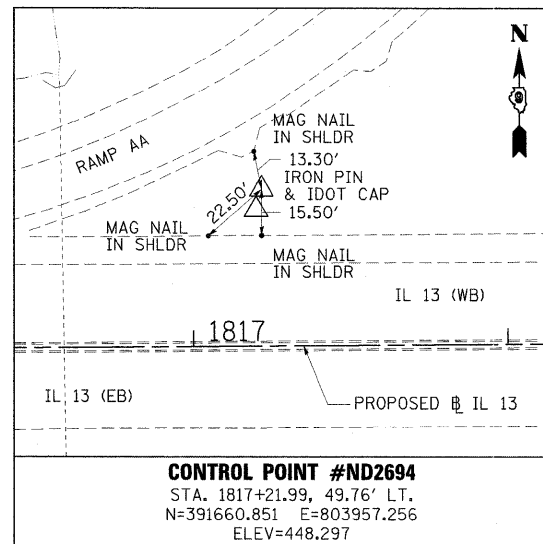 N
MAG NAIL
IN SHLDR
13.30'
RAMP AA
IRON PIN
& IDOT CAP
22.50'
15.50'
MAG NAIL
IN SHLDR
MAG NAIL
IN SHLDR
IL 13 (WB)
1817
IL 13 (EB)
PROPOSED ℄ IL 13
CONTROL POINT #ND2694
STA. 1817+21.99, 49.76' LT.
N=391660.851 E=803957.256
ELEV=448.297